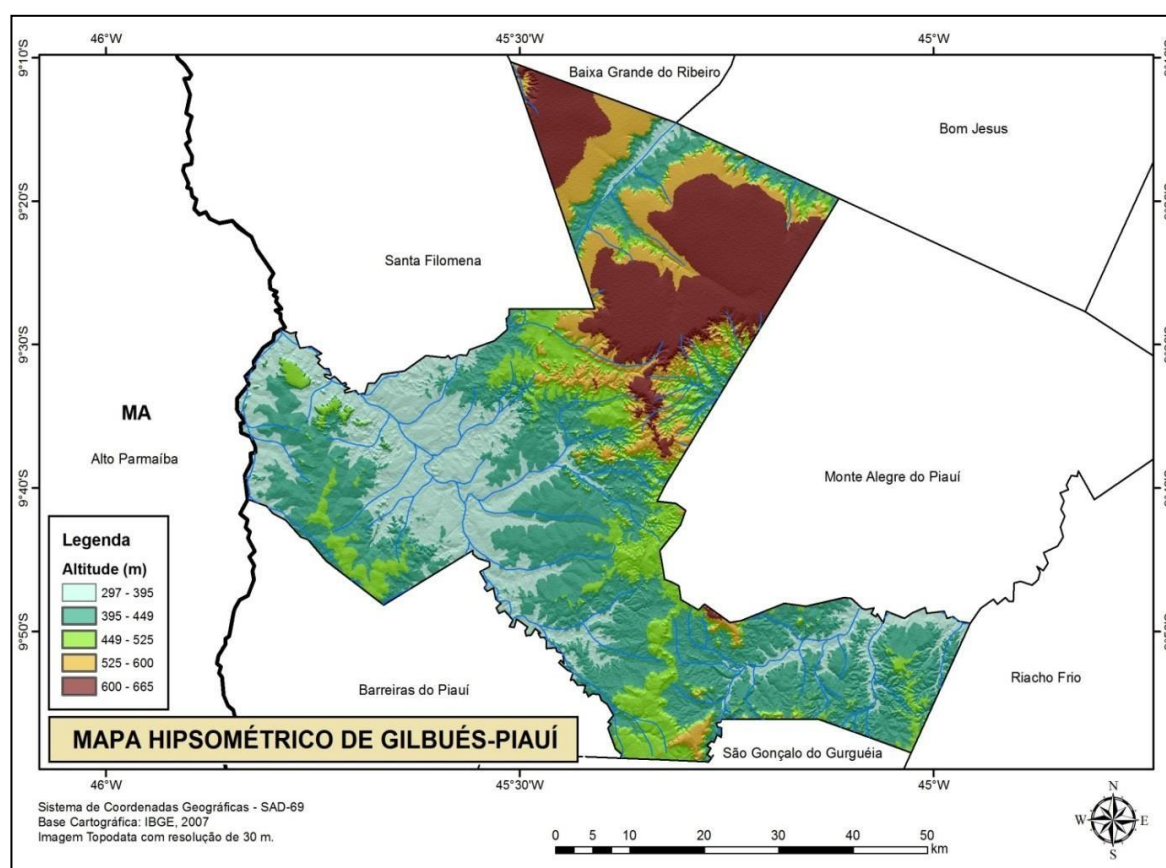 46°W
45°30'W
45°W
9°10'S
Baixa Grande do Ribeiro
Bom Jesus
9°20'S
Santa Filomena
9°30'S
MA
Alto Parmaíba
Monte Alegre do Piauí
9°40'S
Legenda
Altitude (m)
297 - 395
395 - 449
449 - 525
525 - 600
600 - 665
9°50'S
Barreiras do Piauí
Riacho Frio
MAPA HIPSOMÉTRICO DE GILBUÉS-PIAUÍ
São Gonçalo do Gurguéia
46°W
45°30'W
45°W
Sistema de Coordenadas Geográficas - SAD-69
Base Cartográfica: IBGE, 2007
Imagem Topodata com resolução de 30 m.
0 5 10 20 30 40 50
km
N
W E
S